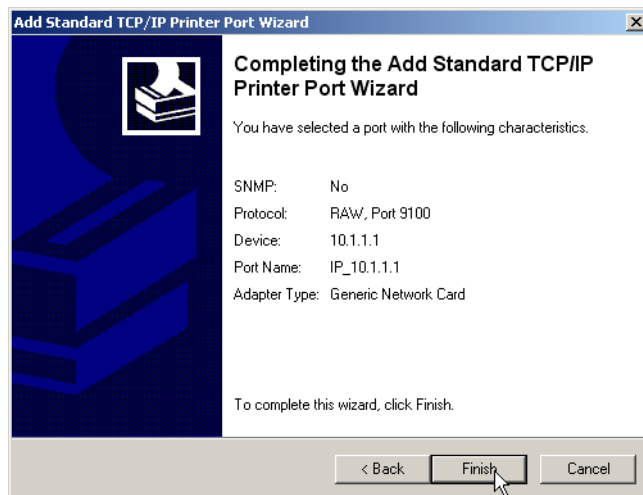 Add Standard TCP/IP Printer Port Wizard
Completing the Add Standard TCP/IP
Printer Port Wizard
You have selected a port with the following characteristics.
SNMP: No
Protocol: RAW, Port 9100
Device: 10.1.1.1
Port Name: IP_10.1.1.1
Adapter Type: Generic Network Card
To complete this wizard, click Finish.
< Back Finish Cancel